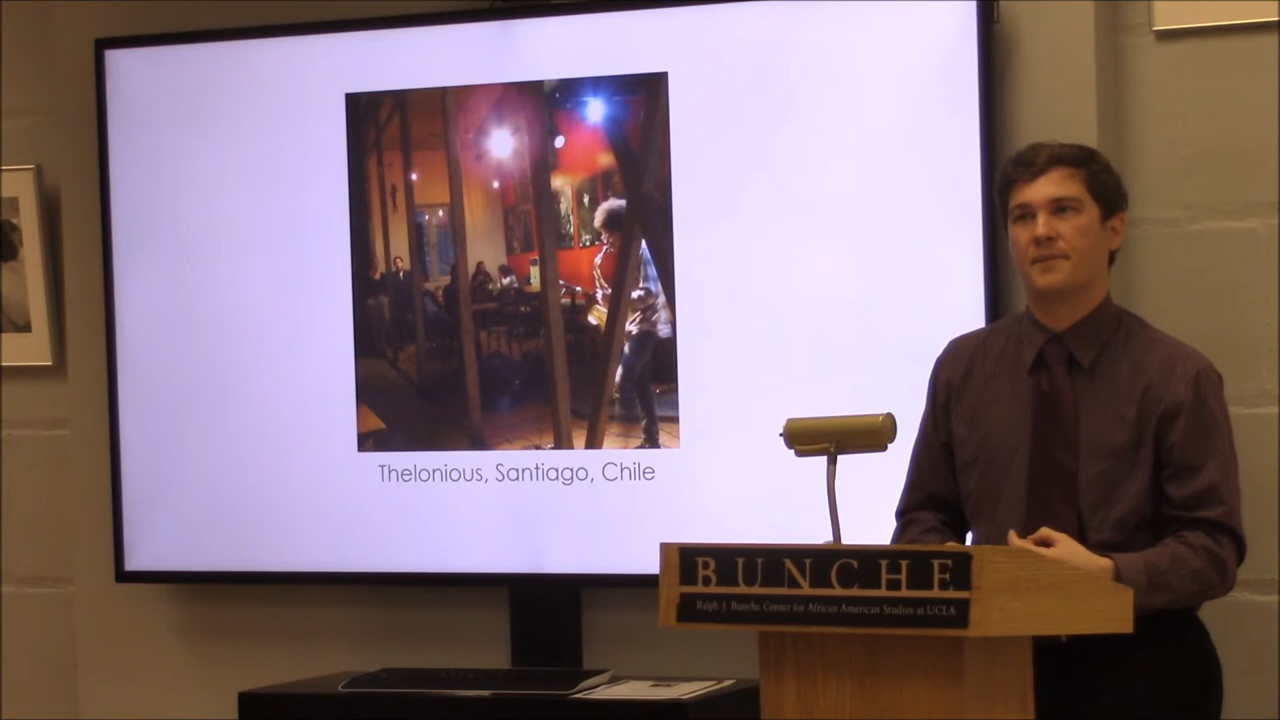 Thelonious, Santiago, Chile
BUNCHE
Ralph J. Bunche Center for African American Studies at UCLA